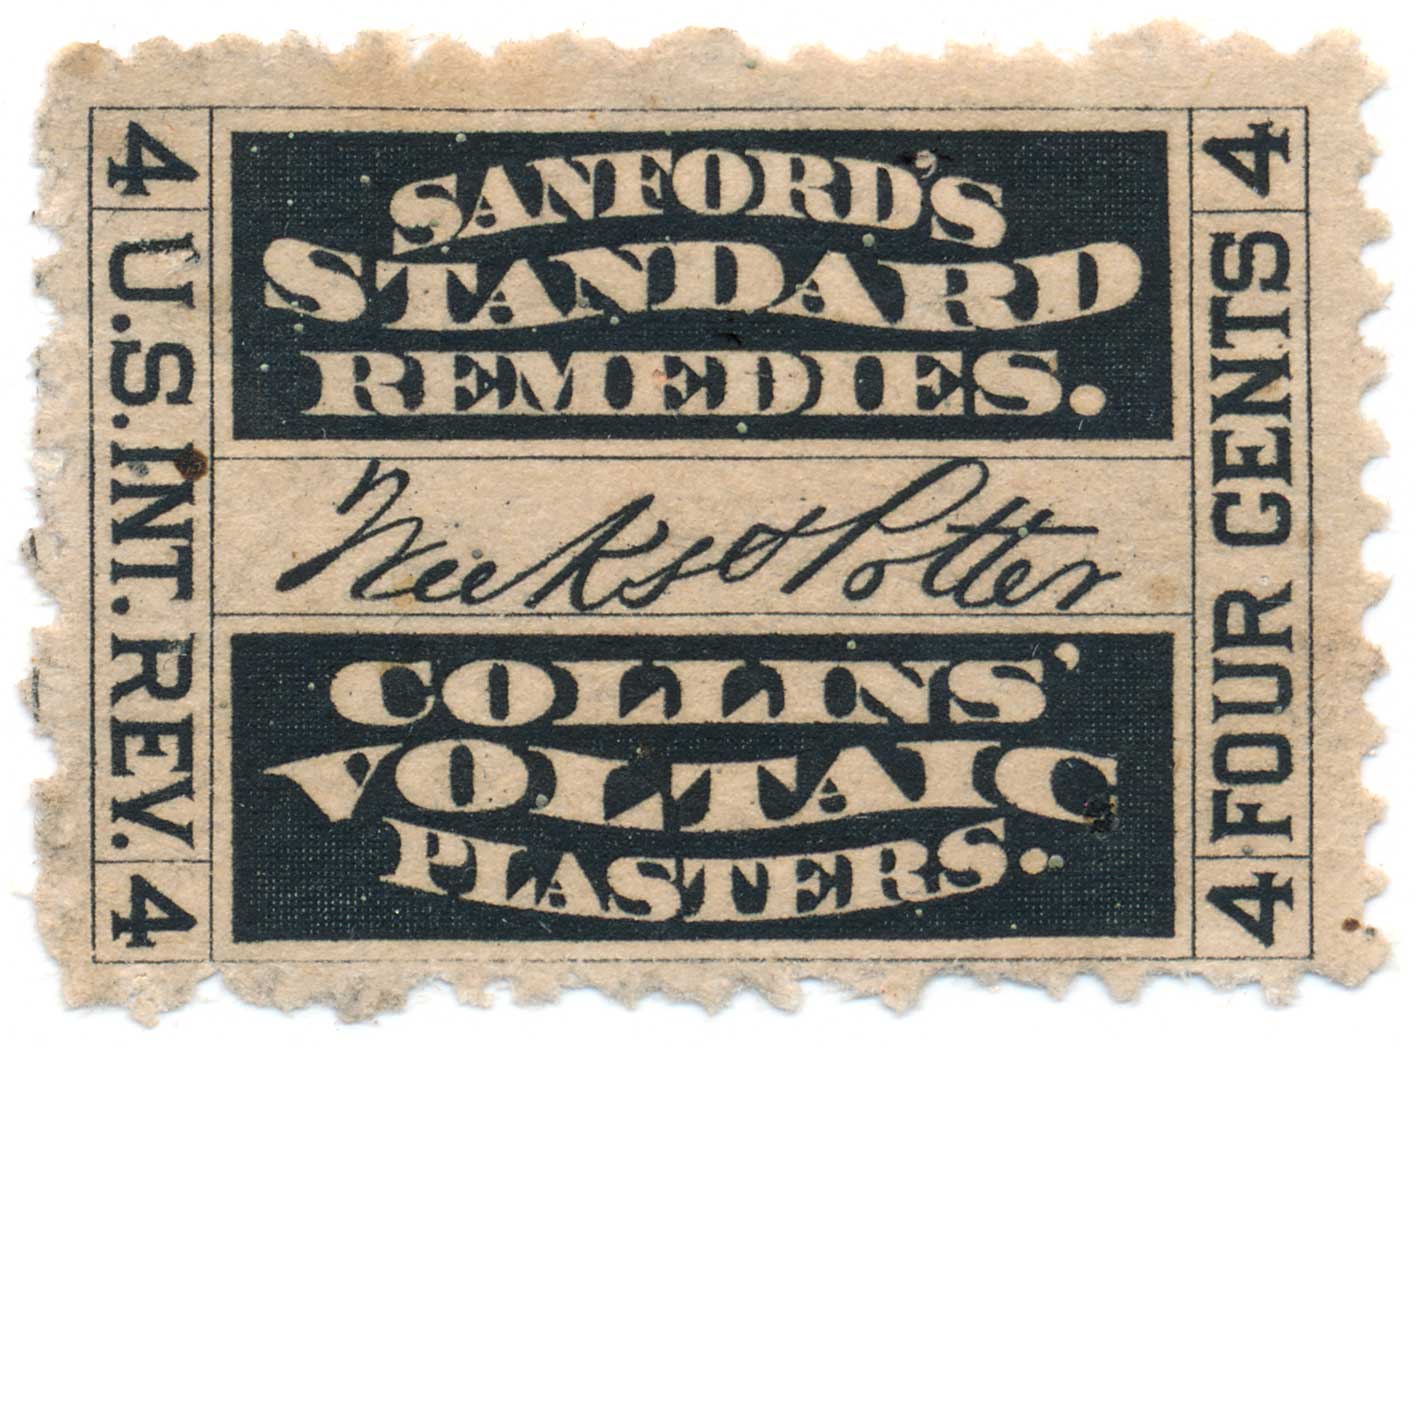 4 U.S. INT. REV. 4
SANFORD'S
STANDARD
REMEDIES.
Weeks & Potter
COLLINS'
VOLTAIC
PLASTERS.
4 FOUR CENTS 4